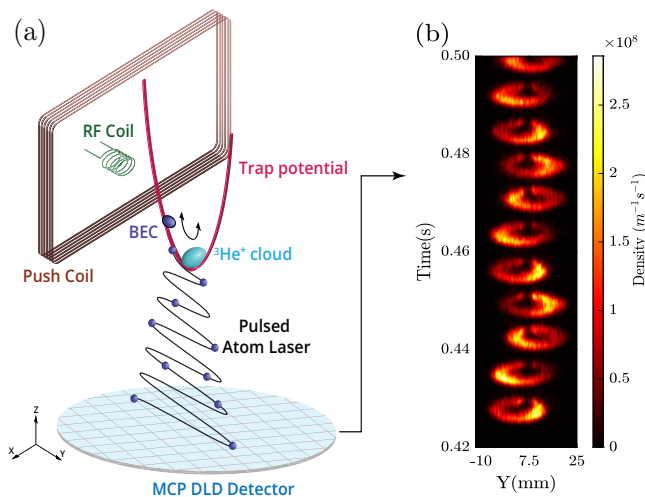 (a)
RF Coil
Trap potential
BEC
³He* cloud
Push Coil
Pulsed
Atom Laser
Z
X
Y
MCP DLD Detector
(b)
×10⁸
0.50
0.48
0.46
0.44
0.42
Time(s)
-10
7.5
25
Y(mm)
2.5
2
1.5
1
0.5
0
Density (m⁻¹s⁻¹)